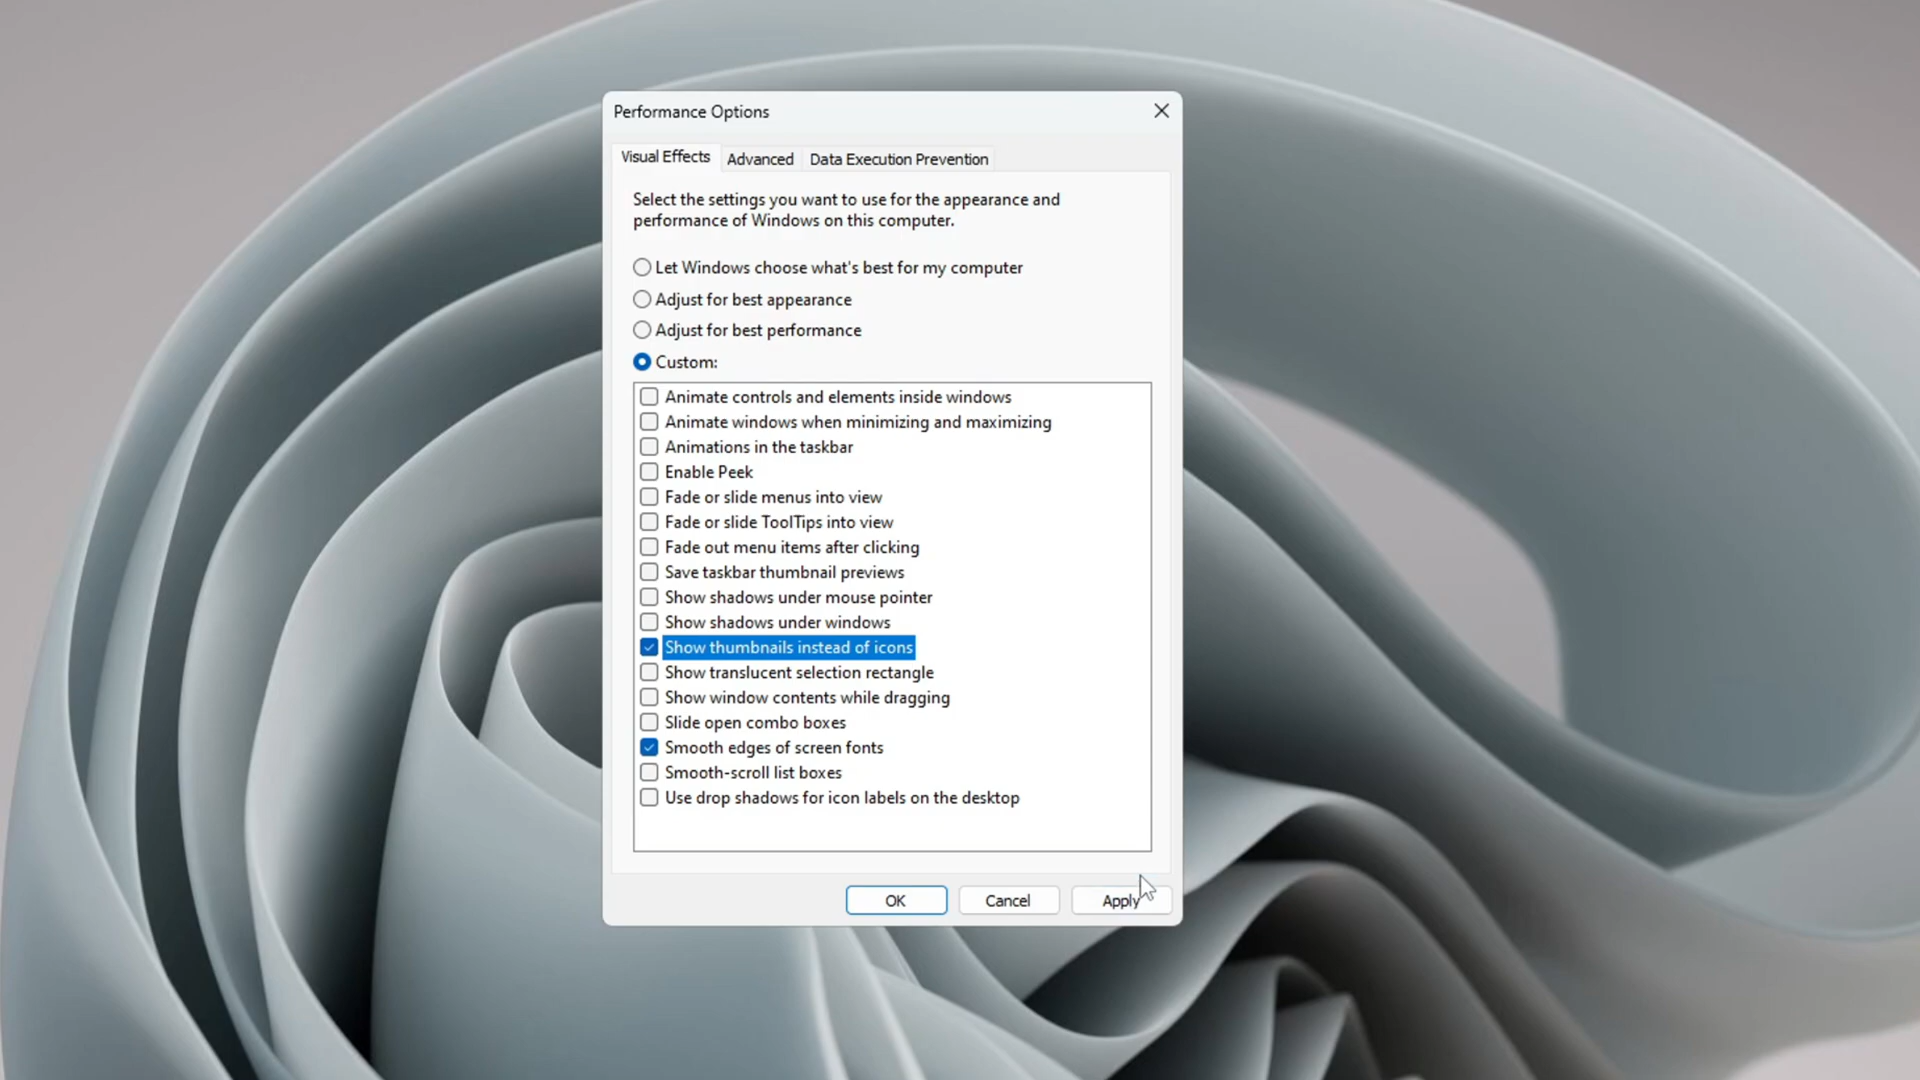 Performance Options
Visual Effects
Advanced
Data Execution Prevention
Select the settings you want to use for the appearance and
performance of Windows on this computer.
Let Windows choose what's best for my computer
Adjust for best appearance
Adjust for best performance
Custom:
Animate controls and elements inside windows
Animate windows when minimizing and maximizing
Animations in the taskbar
Enable Peek
Fade or slide menus into view
Fade or slide ToolTips into view
Fade out menu items after clicking
Save taskbar thumbnail previews
Show shadows under mouse pointer
Show shadows under windows
Show thumbnails instead of icons
Show translucent selection rectangle
Show window contents while dragging
Slide open combo boxes
Smooth edges of screen fonts
Smooth-scroll list boxes
Use drop shadows for icon labels on the desktop
OK
Cancel
Apply